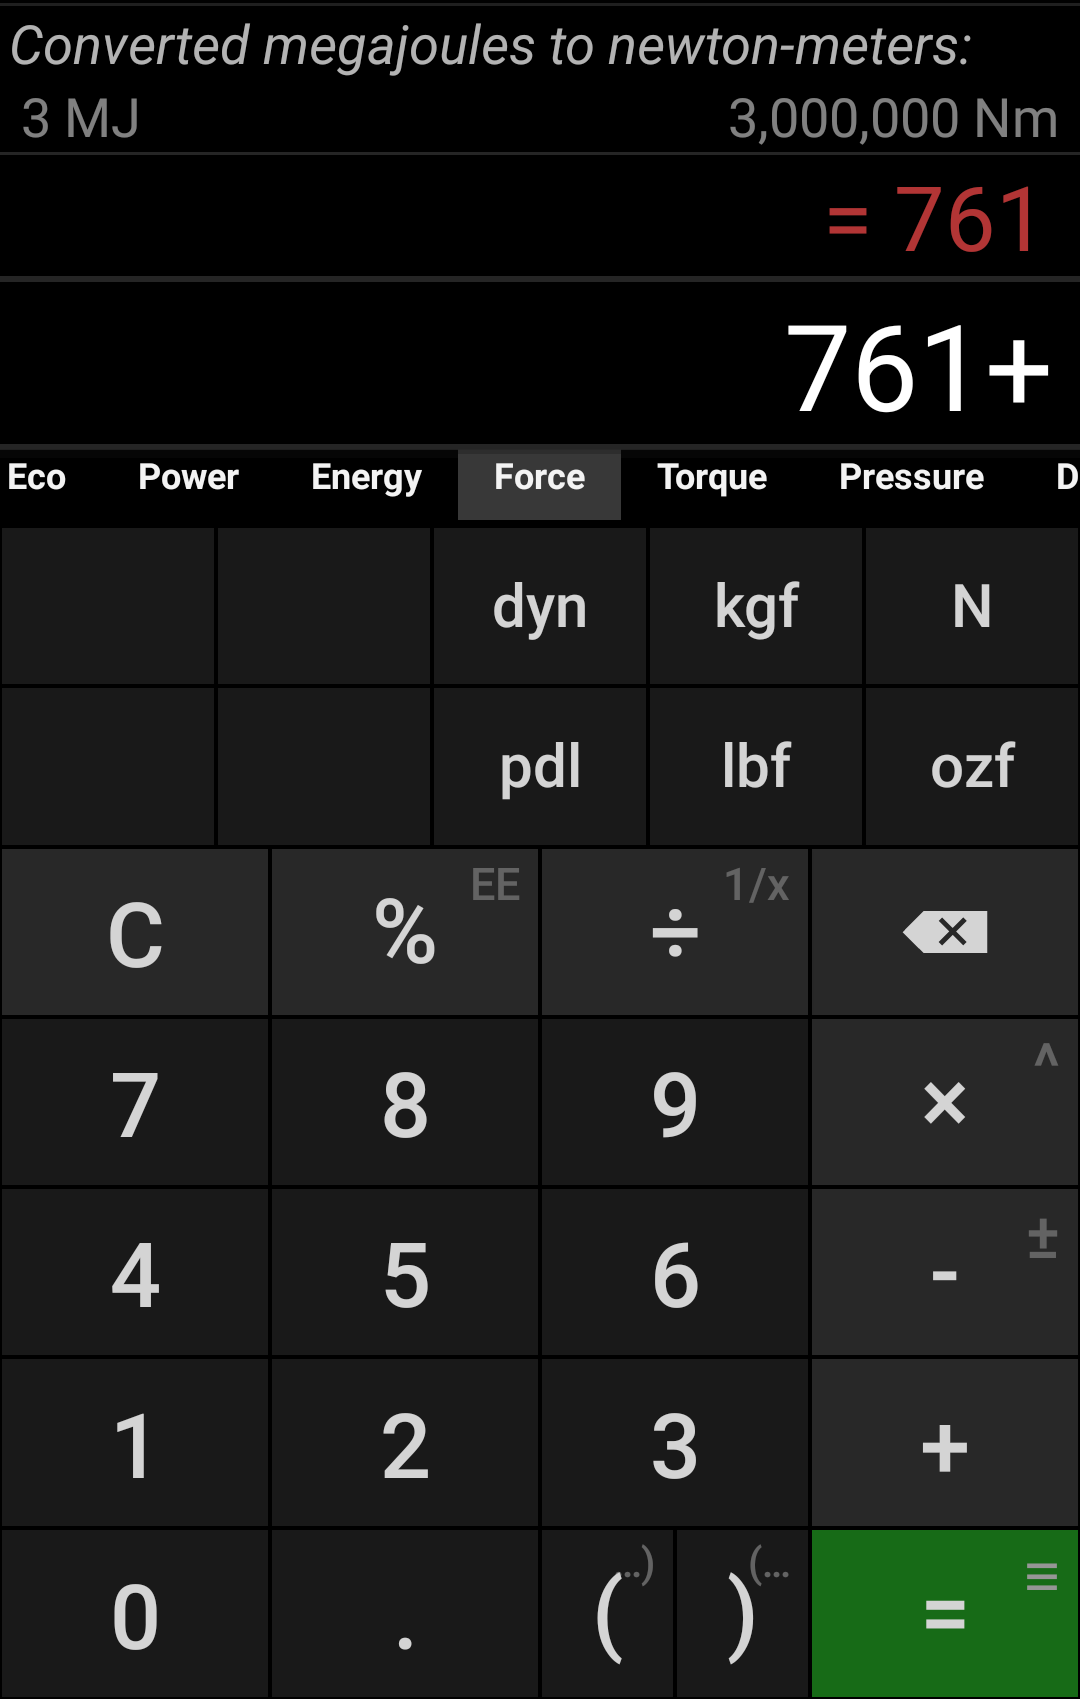 Converted megajoules to newton-meters:
3 MJ 3,000,000 Nm
= 761
761+
Eco Power Energy Force Torque Pressure D
dyn kgf N
pdl lbf ozf
C % EE ÷ 1/x
7 8 9 × ^
4 5 6 - ±
1 2 3 + 
0 . ( ..) ) (... = ≡